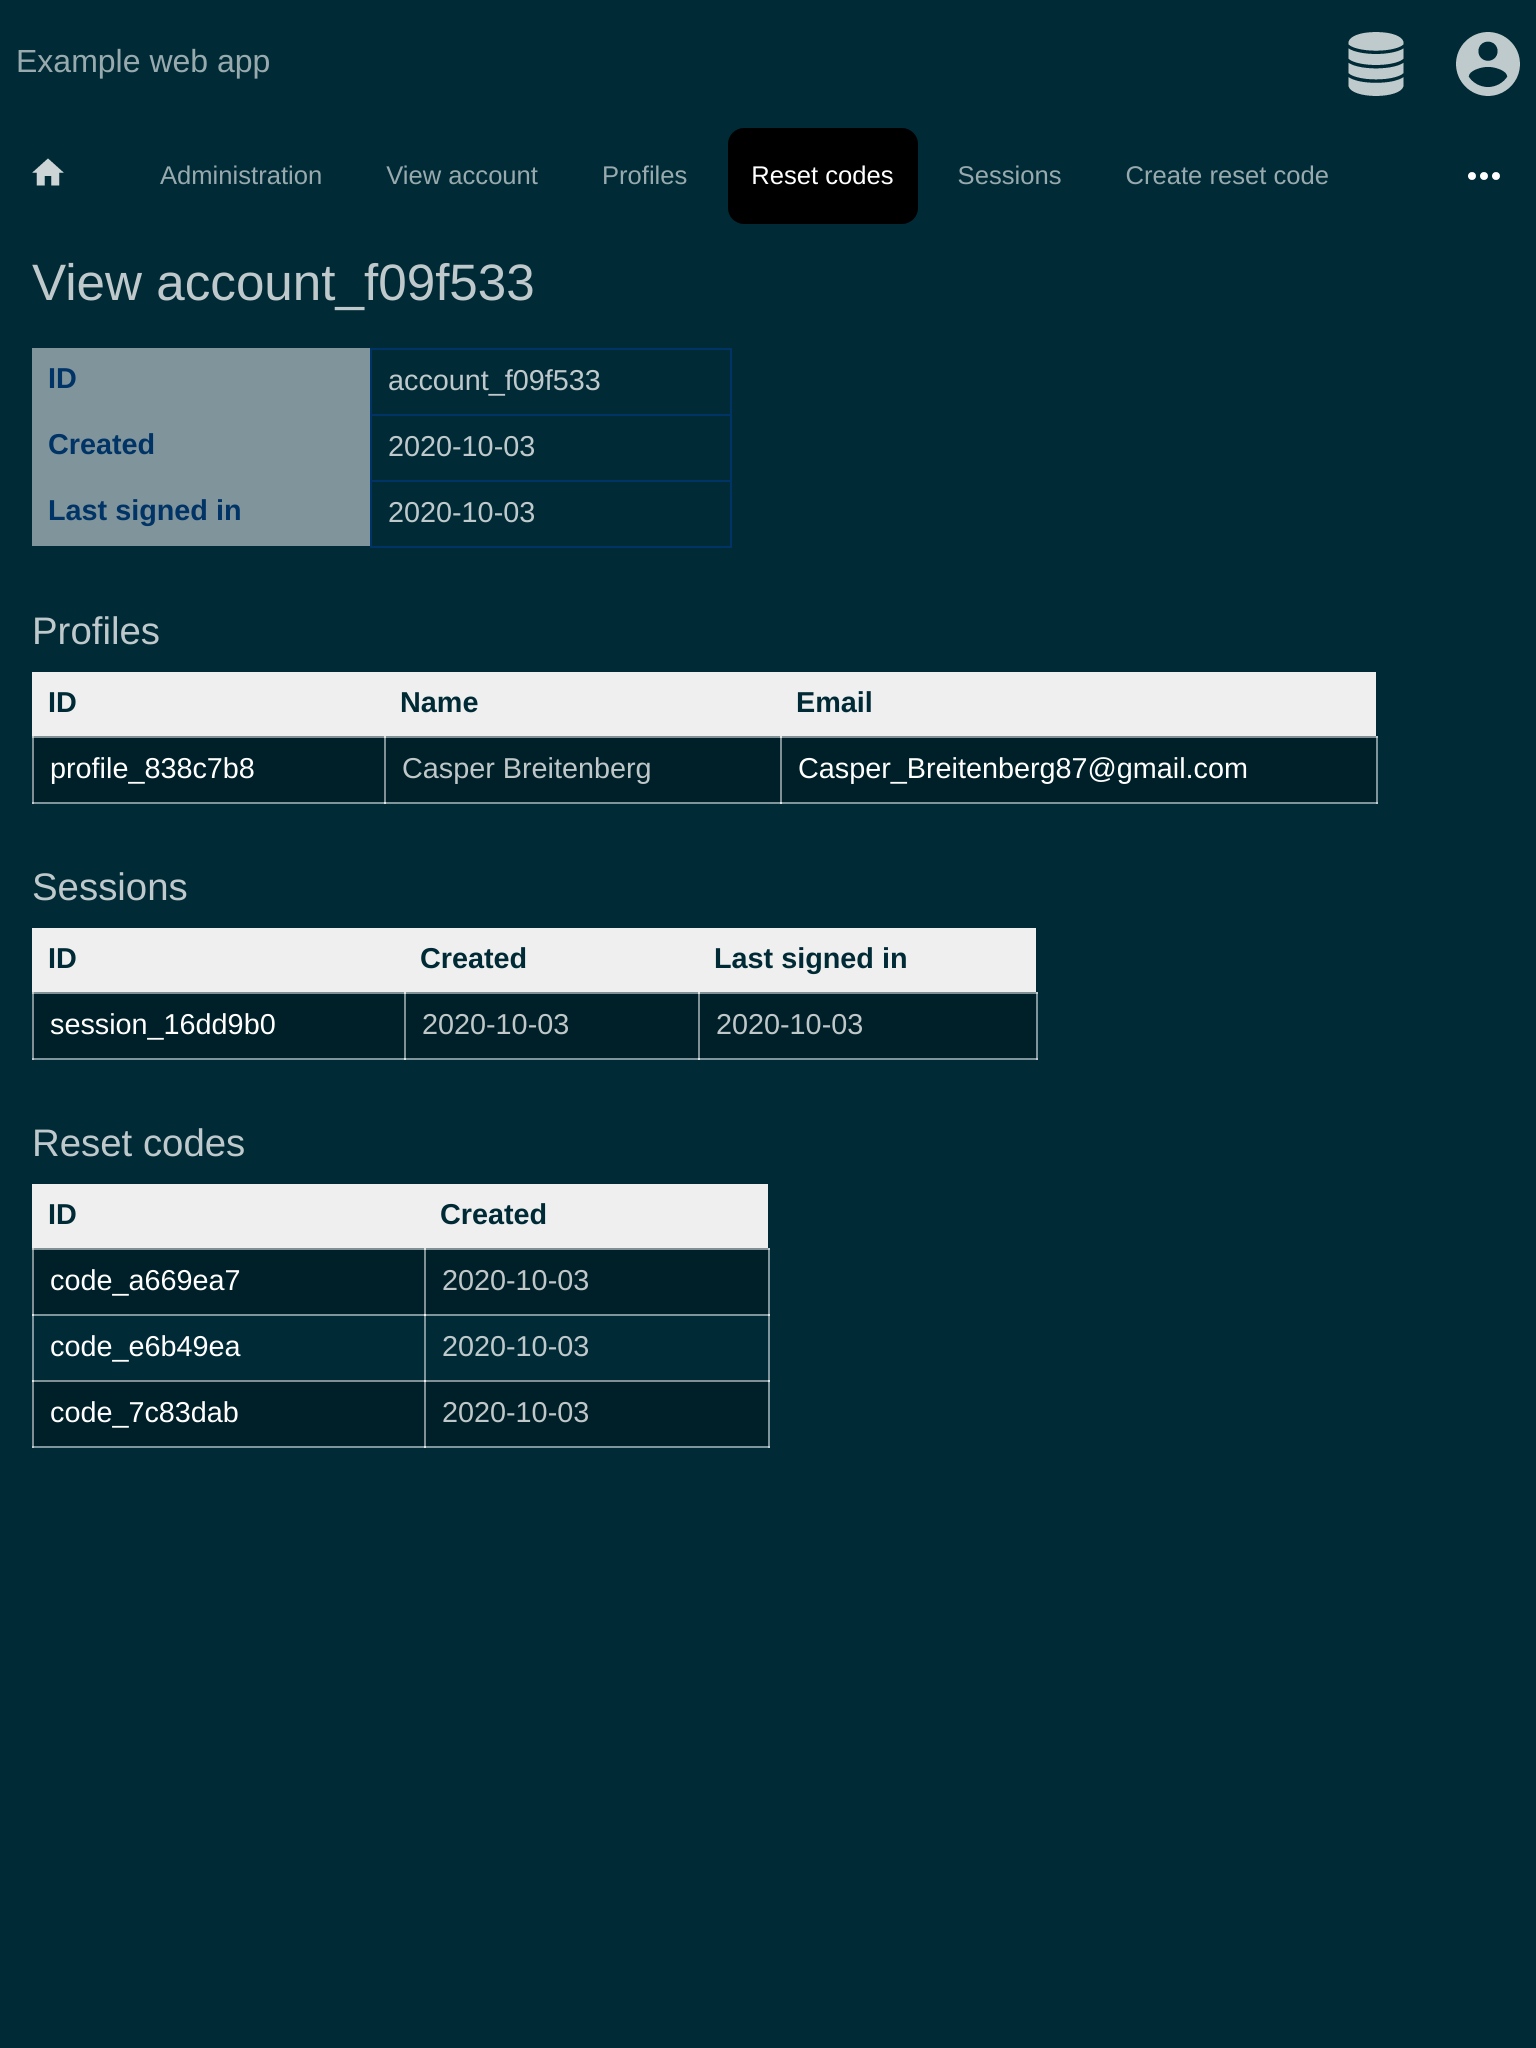 Example web app
Administration View account Profiles Reset codes Sessions Create reset code
View account_f09f533
ID account_f09f533
Created 2020-10-03
Last signed in 2020-10-03
Profiles
ID Name Email
profile_838c7b8 Casper Breitenberg Casper_Breitenberg87@gmail.com
Sessions
ID Created Last signed in
session_16dd9b0 2020-10-03 2020-10-03
Reset codes
ID Created
code_a669ea7 2020-10-03
code_e6b49ea 2020-10-03
code_7c83dab 2020-10-03